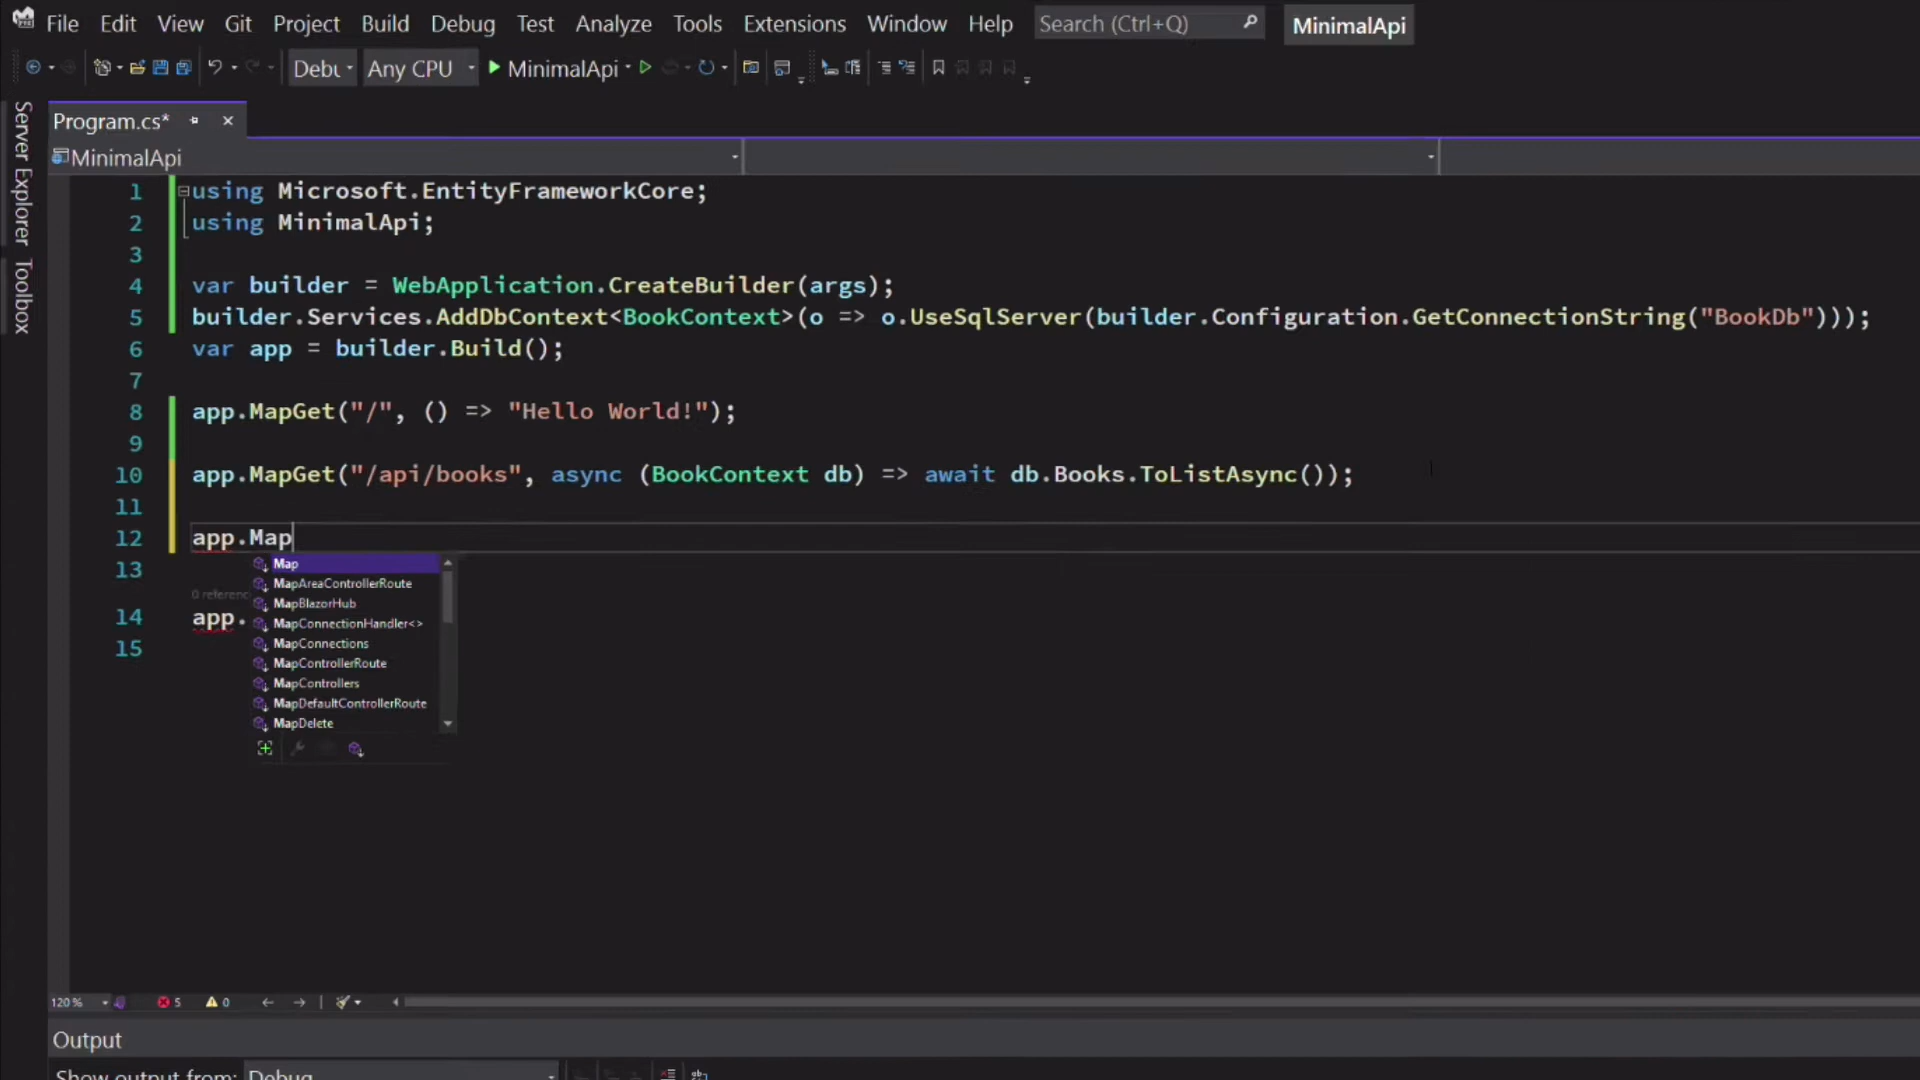 File Edit View Git Project Build Debug Test Analyze Tools Extensions Window Help Search (Ctrl+Q) MinimalApi
Debu Any CPU MinimalApi
Server Explorer
Toolbox
Program.cs*
MinimalApi
1 using Microsoft.EntityFrameworkCore;
2 using MinimalApi;
3
4 var builder = WebApplication.CreateBuilder(args);
5 builder.Services.AddDbContext<BookContext>(o => o.UseSqlServer(builder.Configuration.GetConnectionString("BookDb")));
6 var app = builder.Build();
7
8 app.MapGet("/", () => "Hello World!");
9
10 app.MapGet("/api/books", async (BookContext db) => await db.Books.ToListAsync());
11
12 app.Map
Map
13
MapAreaControllerRoute
0 referenc
MapBlazorHub
14 app.
MapConnectionHandler<>
MapConnections
15
MapControllerRoute
MapControllers
MapDefaultControllerRoute
MapDelete
120 % 5 0
Output
Show output from: Debug